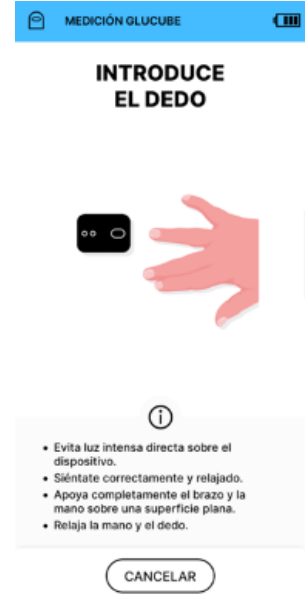 MEDICIÓN GLUCUBE
INTRODUCE
EL DEDO
• Evita luz intensa directa sobre el
dispositivo.
• Siéntate correctamente y relajado.
• Apoya completamente el brazo y la
mano sobre una superficie plana.
• Relaja la mano y el dedo.
CANCELAR